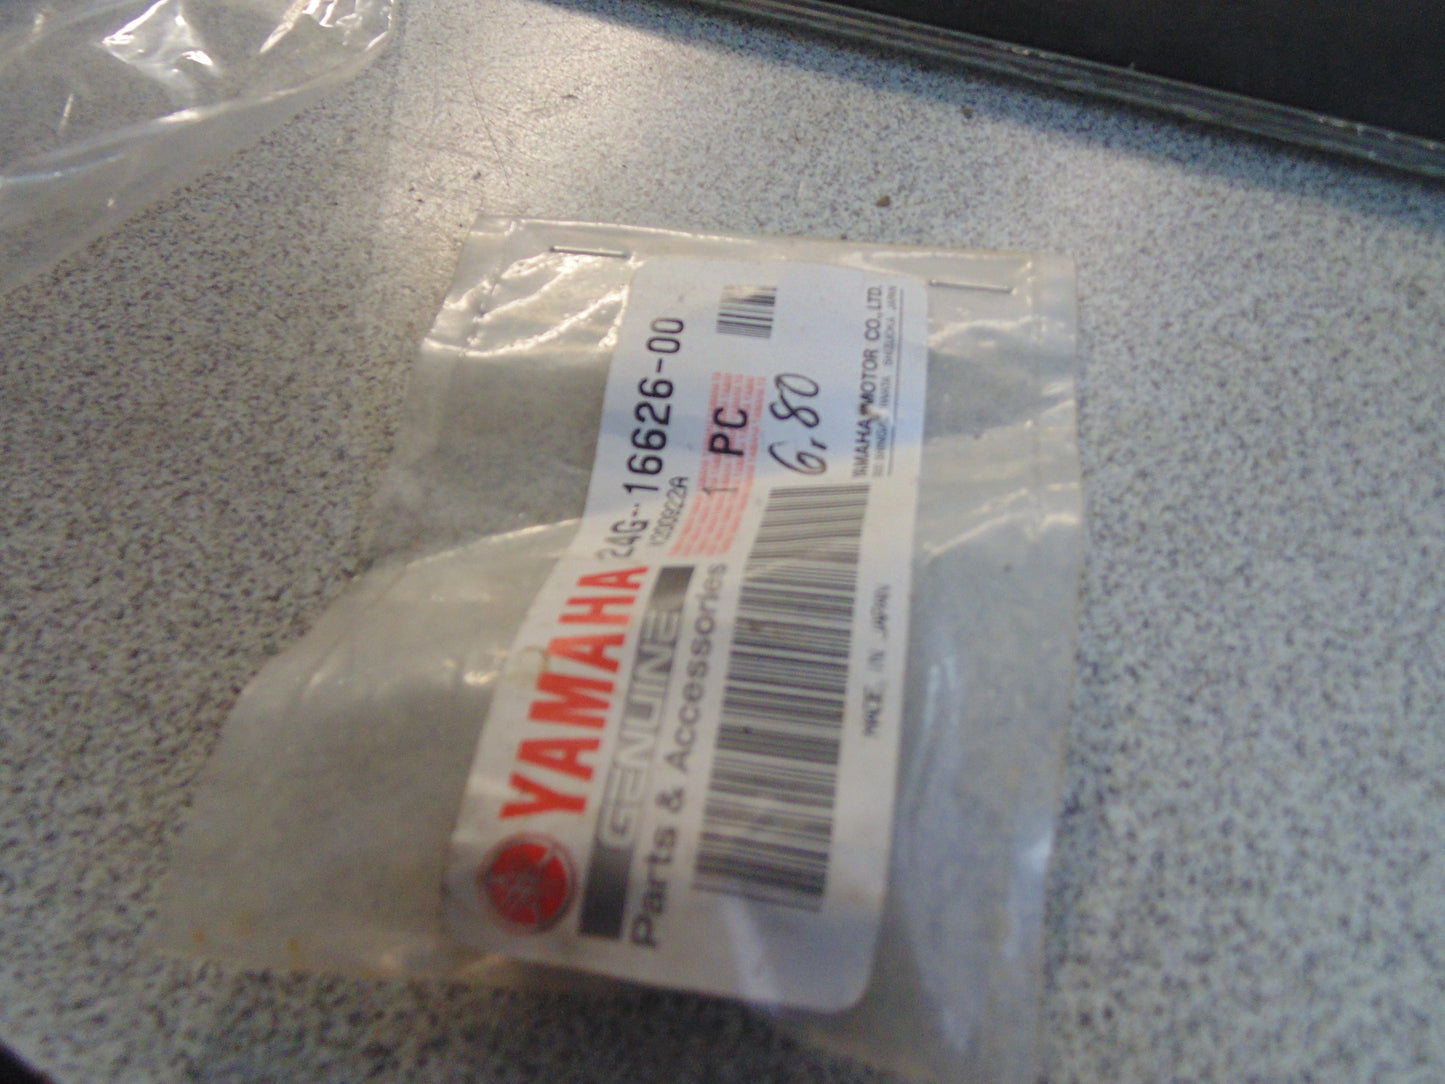 YAMAHA 24G-16626-00
GENUINE
Parts & Accessories
1 PC
6,80
YAMAHA MOTOR CO., LTD.
MADE IN JAPAN